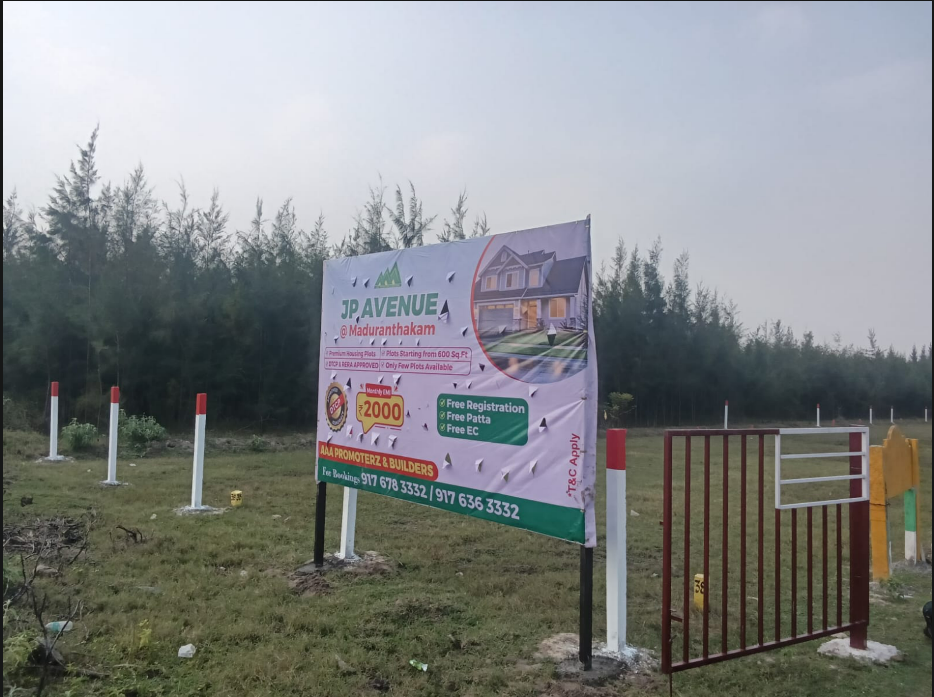 JP AVENUE
@ Maduranthakam
Premium Housing Plots
Plots Starting from 600 Sq.Ft
DTCP & RERA APPROVED
Only Few Plots Available
Monthly EMI
2000
Free Registration
Free Patta
Free EC
AAA PROMOTERZ & BUILDERS
For Bookings 917 678 3332 / 917 636 3332
*T&C Apply